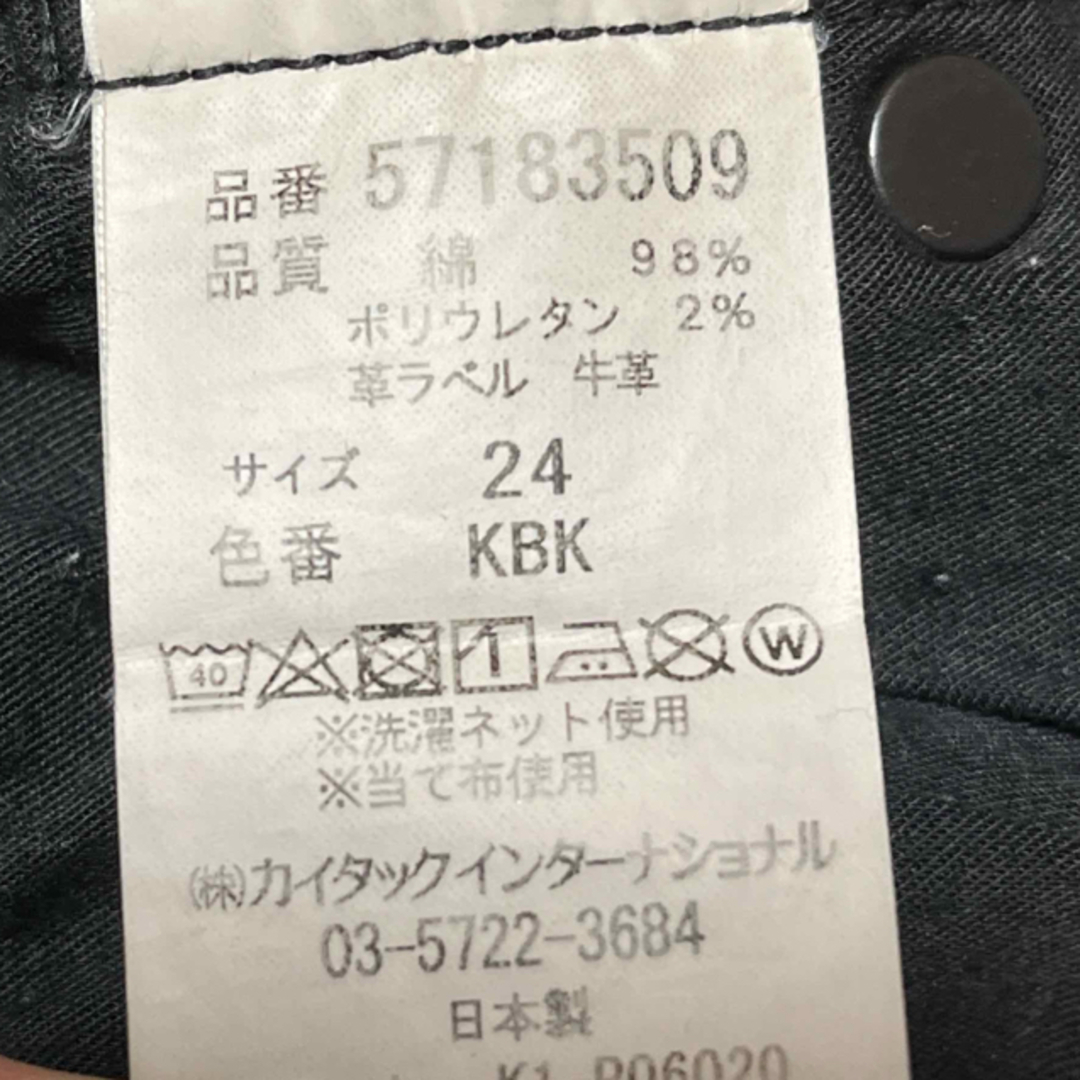 品番 57183509
品質 綿 98%
ポリウレタン 2%
革ラベル 牛革
サイズ 24
色番 KBK
40 1 W
※洗濯ネット使用
※当て布使用
㈱カイタックインターナショナル
03-5722-3684
日本製
K1 P06020